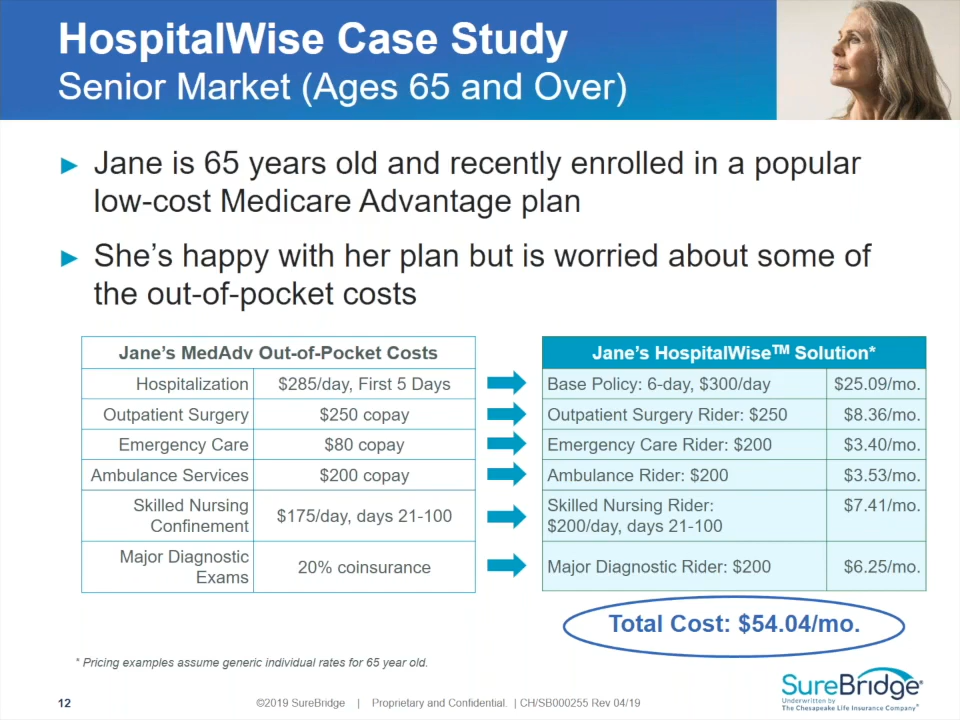 HospitalWise Case Study
Senior Market (Ages 65 and Over)
► Jane is 65 years old and recently enrolled in a popular
low-cost Medicare Advantage plan
► She’s happy with her plan but is worried about some of
the out-of-pocket costs
Jane’s MedAdv Out-of-Pocket Costs
Hospitalization $285/day, First 5 Days
Outpatient Surgery $250 copay
Emergency Care $80 copay
Ambulance Services $200 copay
Skilled Nursing
Confinement $175/day, days 21-100
Major Diagnostic
Exams 20% coinsurance
Jane’s HospitalWise™ Solution*
Base Policy: 6-day, $300/day $25.09/mo.
Outpatient Surgery Rider: $250 $8.36/mo.
Emergency Care Rider: $200 $3.40/mo.
Ambulance Rider: $200 $3.53/mo.
Skilled Nursing Rider: $7.41/mo.
$200/day, days 21-100
Major Diagnostic Rider: $200 $6.25/mo.
Total Cost: $54.04/mo.
* Pricing examples assume generic individual rates for 65 year old.
12
©2019 SureBridge | Proprietary and Confidential. | CH/SB000255 Rev 04/19
SureBridge®
Underwritten by
The Chesapeake Life Insurance Company®